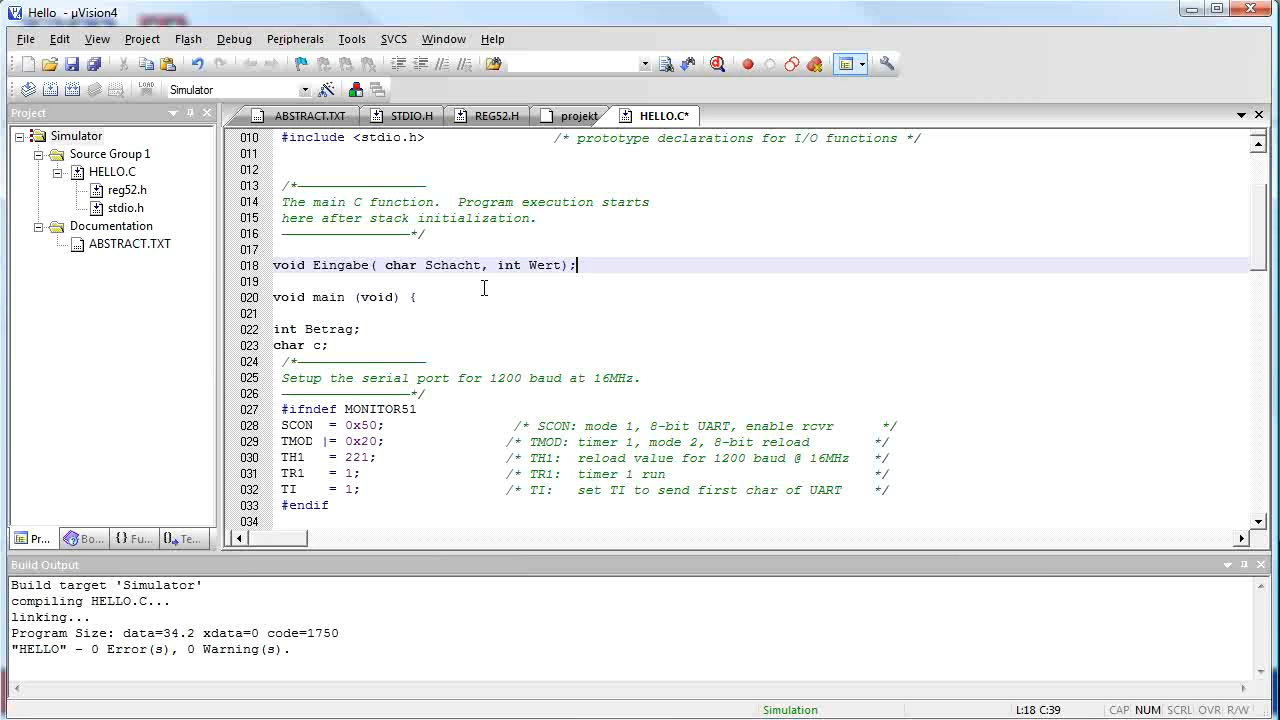 Hello - µVision4
File Edit View Project Flash Debug Peripherals Tools SVCS Window Help
LOAD Simulator
Project
ABSTRACT.TXT STDIO.H REG52.H projekt HELLO.C*
Simulator
Source Group 1
HELLO.C
reg52.h
stdio.h
Documentation
ABSTRACT.TXT
010 #include <stdio.h> /* prototype declarations for I/O functions */
011
012
013 /*————————————————
014 The main C function. Program execution starts
015 here after stack initialization.
016 ————————————————*/
017
018 void Eingabe( char Schacht, int Wert);
019
020 void main (void) {
021
022 int Betrag;
023 char c;
024 /*————————————————
025 Setup the serial port for 1200 baud at 16MHz.
026 ————————————————*/
027 #ifndef MONITOR51
028 SCON = 0x50; /* SCON: mode 1, 8-bit UART, enable rcvr */
029 TMOD |= 0x20; /* TMOD: timer 1, mode 2, 8-bit reload */
030 TH1 = 221; /* TH1: reload value for 1200 baud @ 16MHz */
031 TR1 = 1; /* TR1: timer 1 run */
032 TI = 1; /* TI: set TI to send first char of UART */
033 #endif
034
Pr... Bo... {} Fu... {} Te...
Build Output
Build target 'Simulator'
compiling HELLO.C...
linking...
Program Size: data=34.2 xdata=0 code=1750
"HELLO" - 0 Error(s), 0 Warning(s).
Simulation L:18 C:39 CAP NUM SCRL OVR R/W